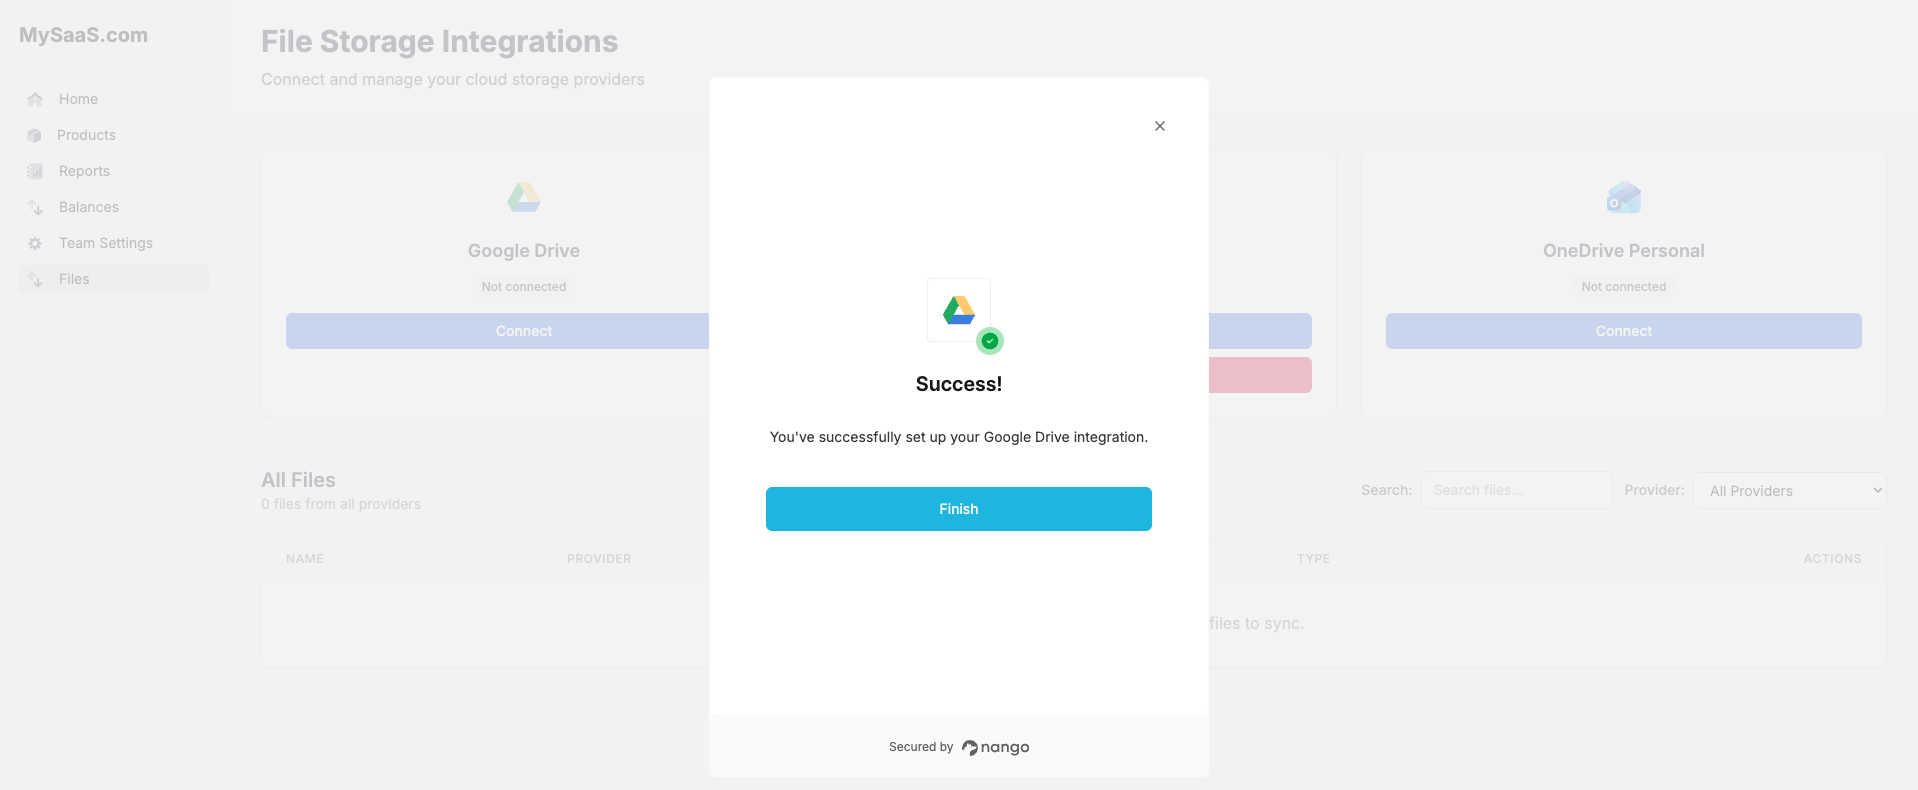 MySaaS.com
Home
Products
Reports
Balances
Team Settings
Files
File Storage Integrations
Connect and manage your cloud storage providers
Google Drive
Not connected
Connect
OneDrive Personal
Not connected
Connect
All Files
0 files from all providers
Search:
Search files...
Provider:
All Providers
NAME
PROVIDER
TYPE
ACTIONS
files to sync.
Success!
You've successfully set up your Google Drive integration.
Finish
Secured by nango